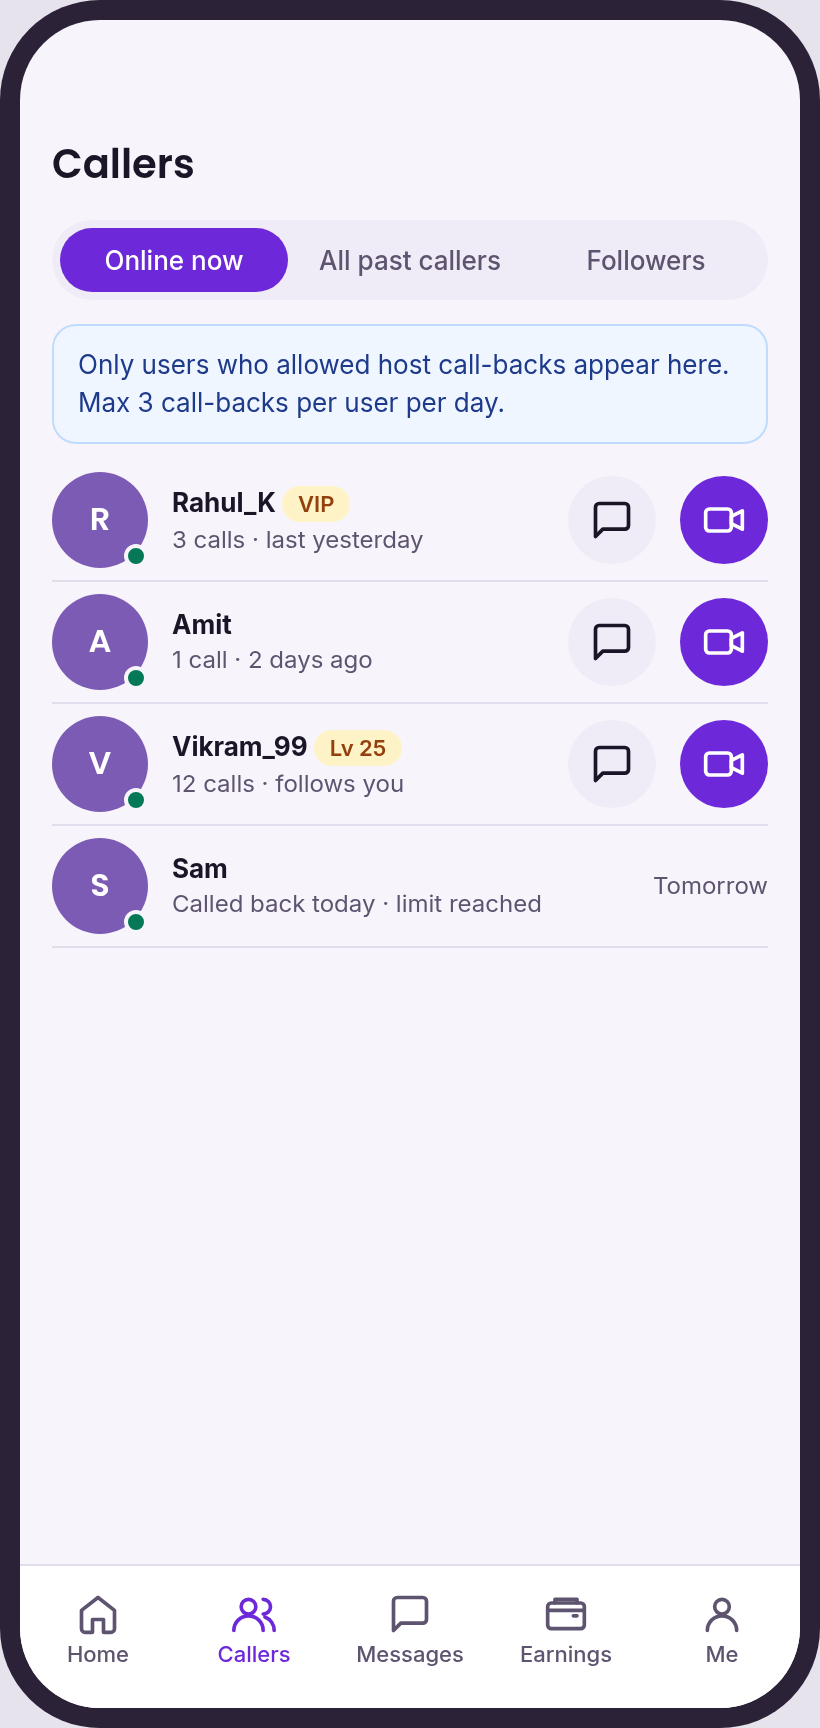 Callers
Online now All past callers Followers
Only users who allowed host call-backs appear here.
Max 3 call-backs per user per day.
R
Rahul_K VIP
3 calls · last yesterday
A
Amit
1 call · 2 days ago
V
Vikram_99 Lv 25
12 calls · follows you
S
Sam
Called back today · limit reached
Tomorrow
Home Callers Messages Earnings Me